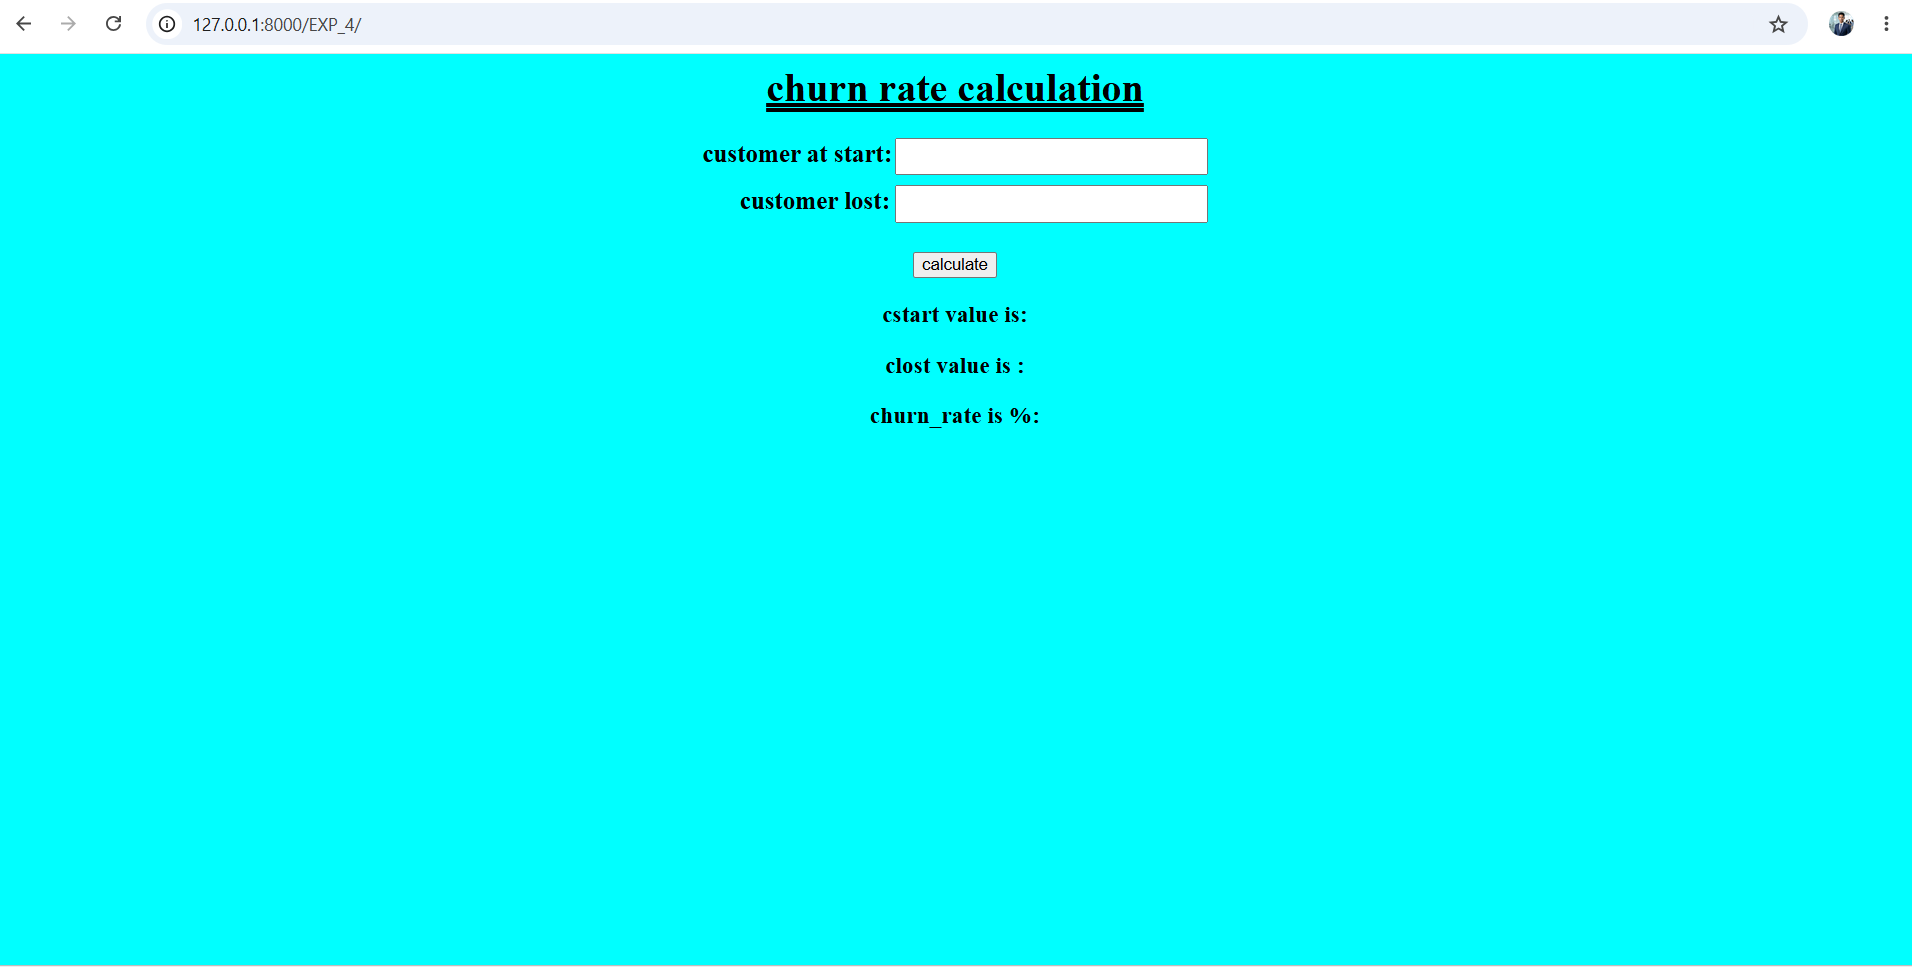 127.0.0.1:8000/EXP_4/
churn rate calculation
customer at start:
customer lost:
calculate
cstart value is:
clost value is :
churn_rate is %: